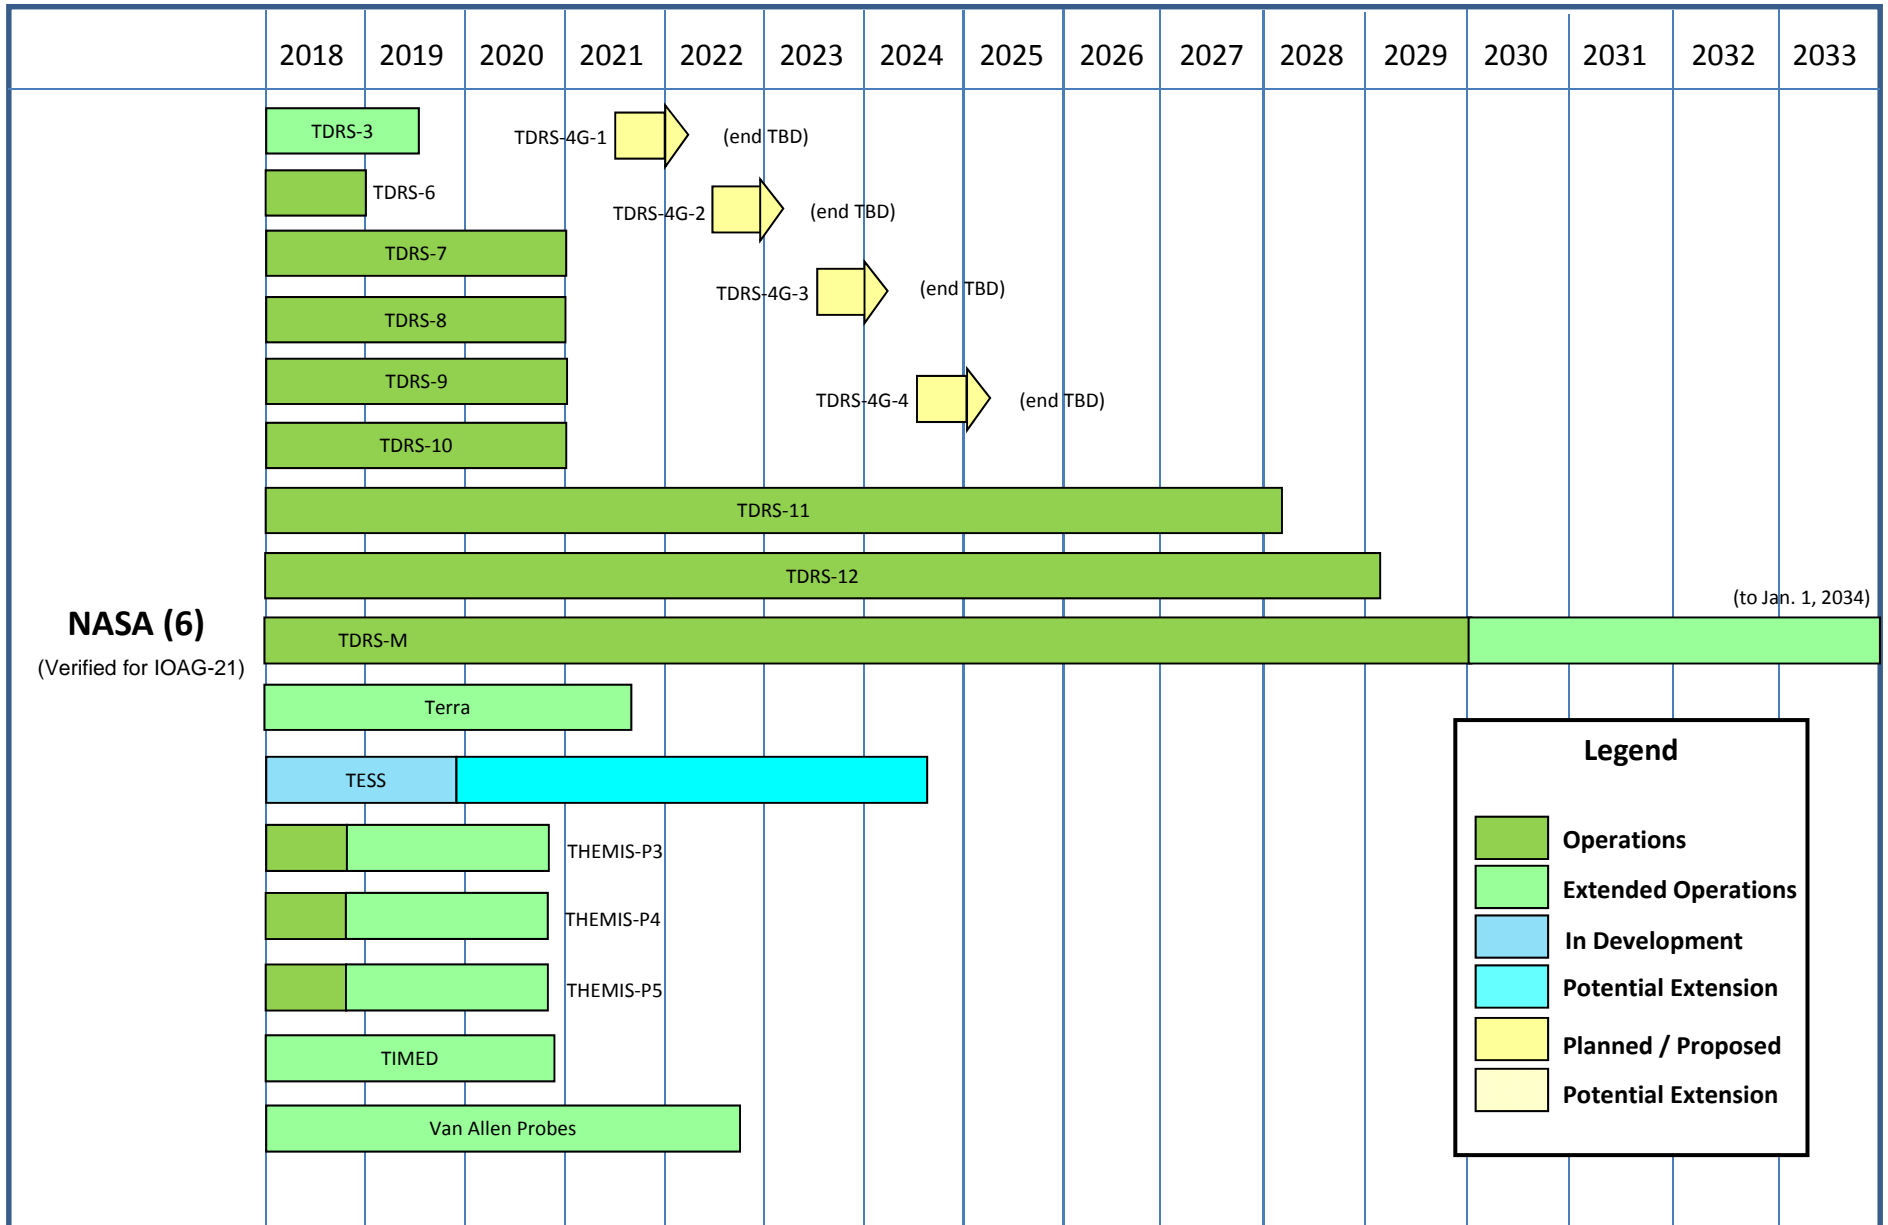 2018 2019 2020 2021 2022 2023 2024 2025 2026 2027 2028 2029 2030 2031 2032 2033
TDRS-3
TDRS-4G-1
(end TBD)
TDRS-6
TDRS-4G-2
(end TBD)
TDRS-7
TDRS-4G-3
(end TBD)
TDRS-8
TDRS-9
TDRS-4G-4
(end TBD)
TDRS-10
TDRS-11
TDRS-12
(to Jan. 1, 2034)
NASA (6)
(Verified for IOAG-21)
TDRS-M
Terra
TESS
THEMIS-P3
THEMIS-P4
THEMIS-P5
TIMED
Van Allen Probes
Legend
Operations
Extended Operations
In Development
Potential Extension
Planned / Proposed
Potential Extension